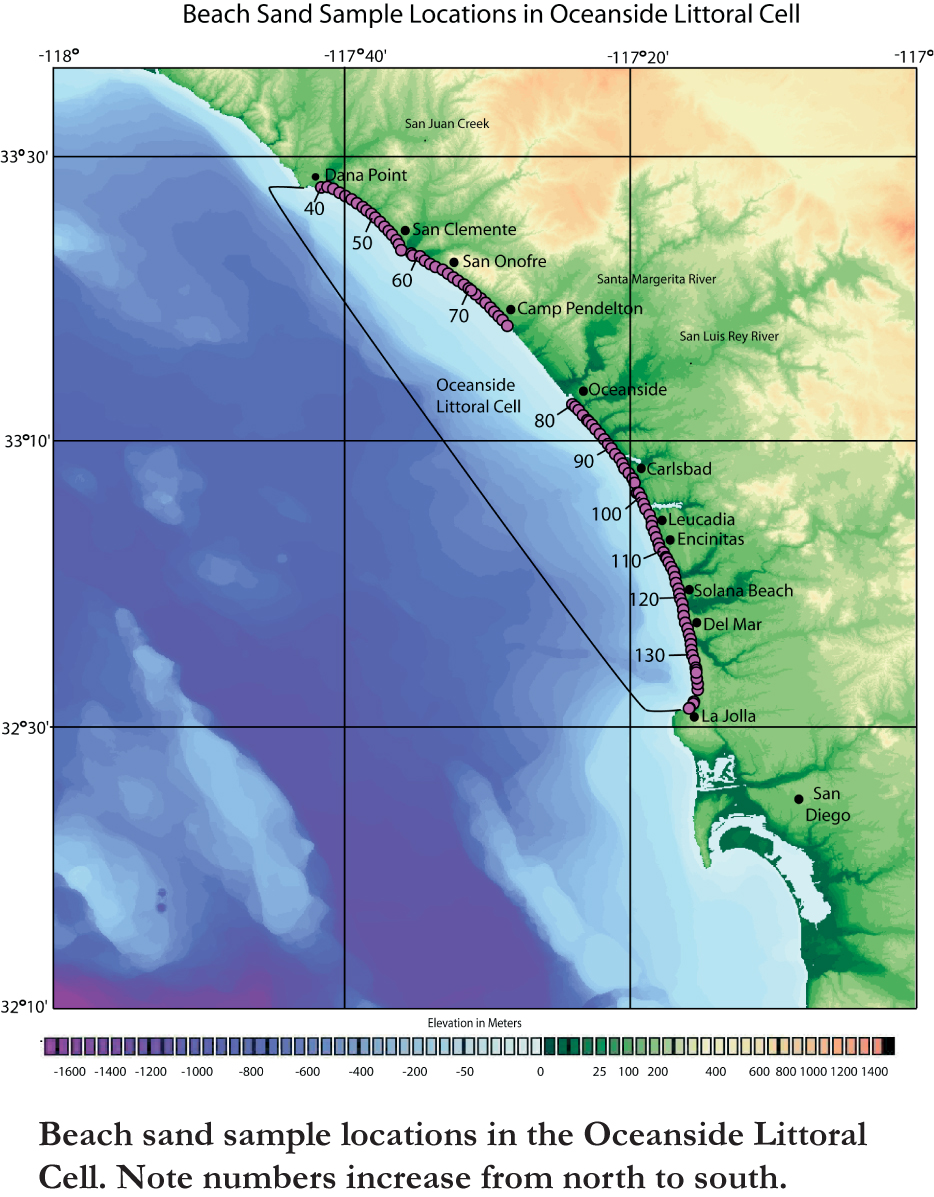 Beach Sand Sample Locations in Oceanside Littoral Cell
-118° -117°40' -117°20' -117°
San Juan Creek
33°30'
Dana Point
40
San Clemente
50
San Onofre
60
Santa Margerita River
Camp Pendelton
70
San Luis Rey River
Oceanside
Littoral Cell
Oceanside
80
33°10'
90
Carlsbad
100
Leucadia
Encinitas
110
Solana Beach
120
Del Mar
130
La Jolla
32°50'
San
Diego
32°10'
Elevation in Meters
-1600 -1400 -1200 -1000 -800 -600 -400 -200 -50 0 25 100 200 400 600 800 1000 1200 1400
Beach sand sample locations in the Oceanside Littoral
Cell. Note numbers increase from north to south.